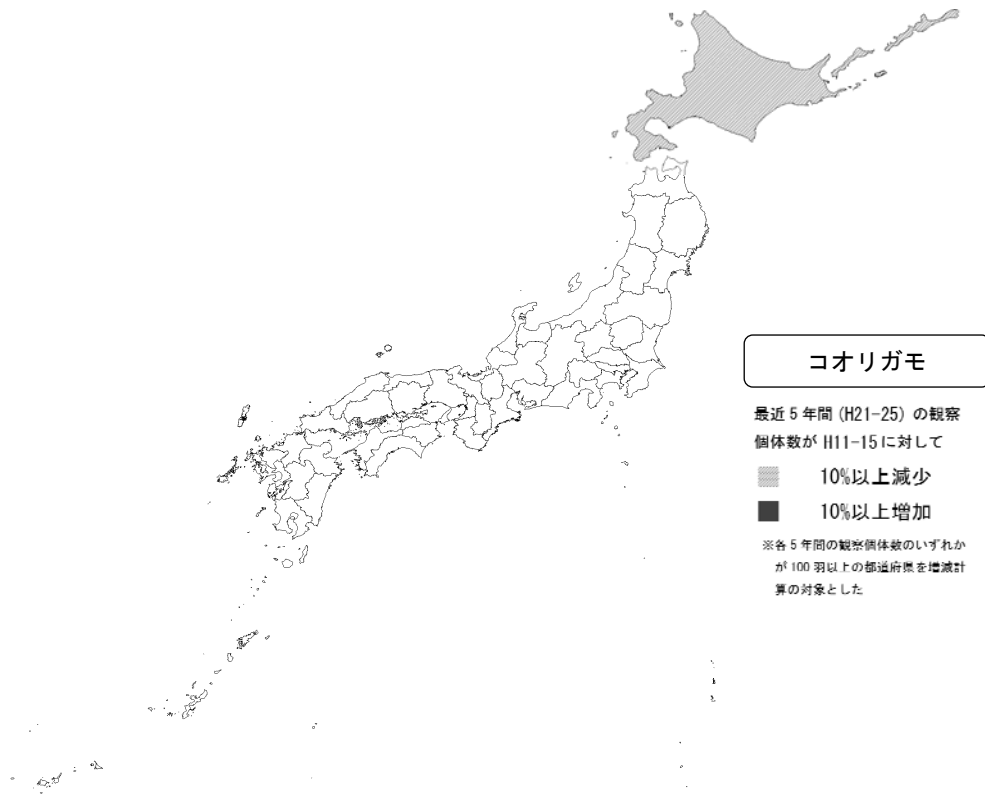 コオリガモ
最近5年間(H21-25)の観察
個体数がH11-15に対して
10%以上減少
10%以上増加
※各5年間の観察個体数のいずれか
が100羽以上の都道府県を増減計
算の対象とした